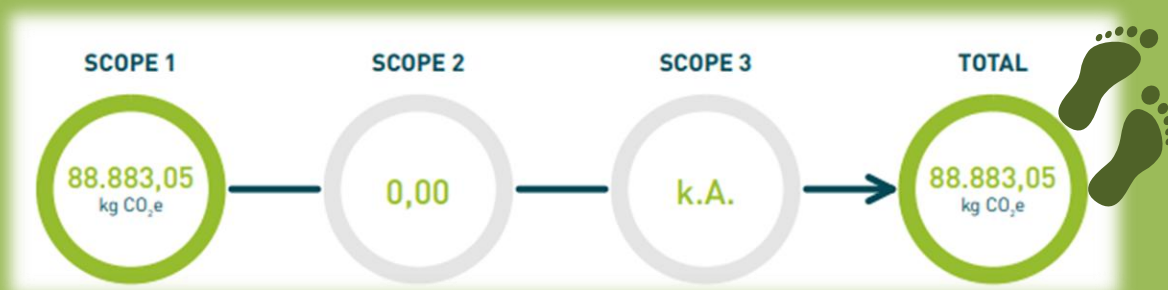 SCOPE 1
SCOPE 2
SCOPE 3
TOTAL
88.883,05
kg CO₂e
0,00
k.A.
88.883,05
kg CO₂e